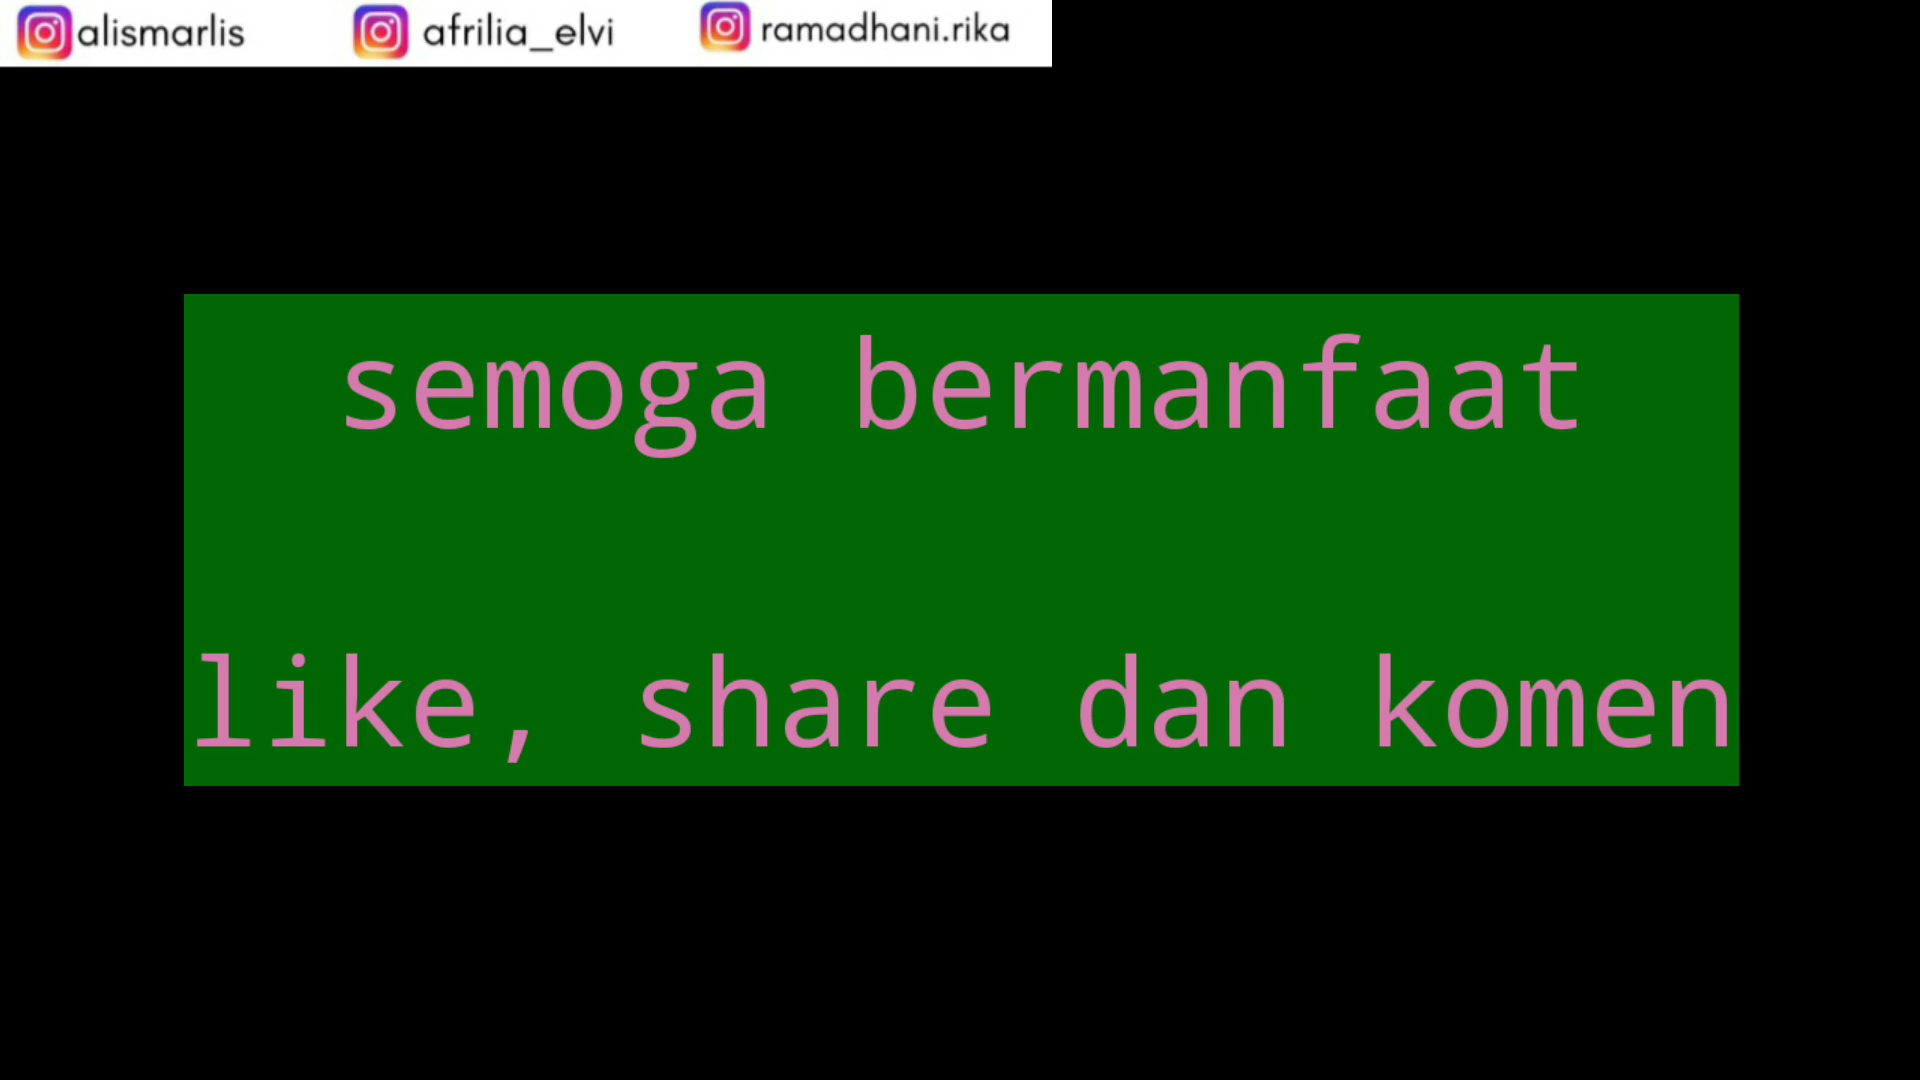 alismarlis afrilia_elvi ramadhani.rika
semoga bermanfaat
like, share dan komen